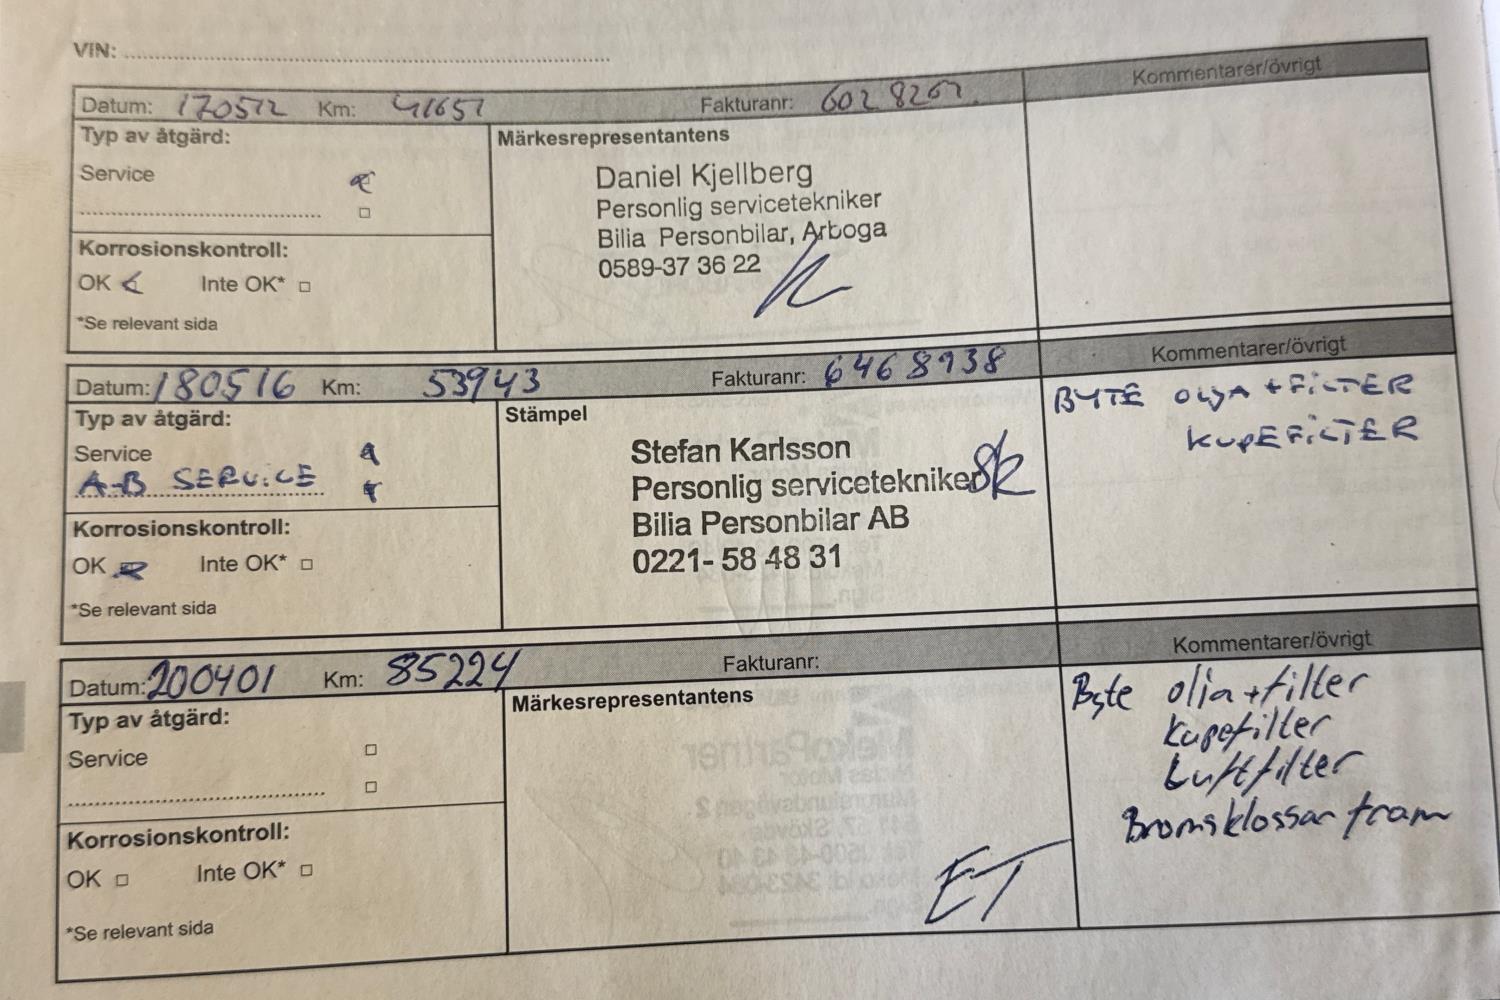 VIN:
Datum: 170512 Km: 41651 Fakturanr: 6028267 Kommentarer/övrigt
Typ av åtgärd:
Service
Korrosionskontroll:
OK Inte OK*
*Se relevant sida
Märkesrepresentantens
Daniel Kjellberg
Personlig servicetekniker
Bilia Personbilar, Arboga
0589-37 36 22
Datum: 180516 Km: 53943 Fakturanr: 6468938 Kommentarer/övrigt
Typ av åtgärd:
Service
A-B SERVICE
Korrosionskontroll:
OK Inte OK*
*Se relevant sida
Stämpel
Stefan Karlsson
Personlig servicetekniker SK
Bilia Personbilar AB
0221- 58 48 31
BYTE OLJA + FILTER
KUPEFILTER
Datum: 200401 Km: 85224 Fakturanr: Kommentarer/övrigt
Typ av åtgärd:
Service
Korrosionskontroll:
OK Inte OK*
*Se relevant sida
Märkesrepresentantens
ET
Byte olja + filter
Kupefilter
Luftfilter
Bromsklossar fram